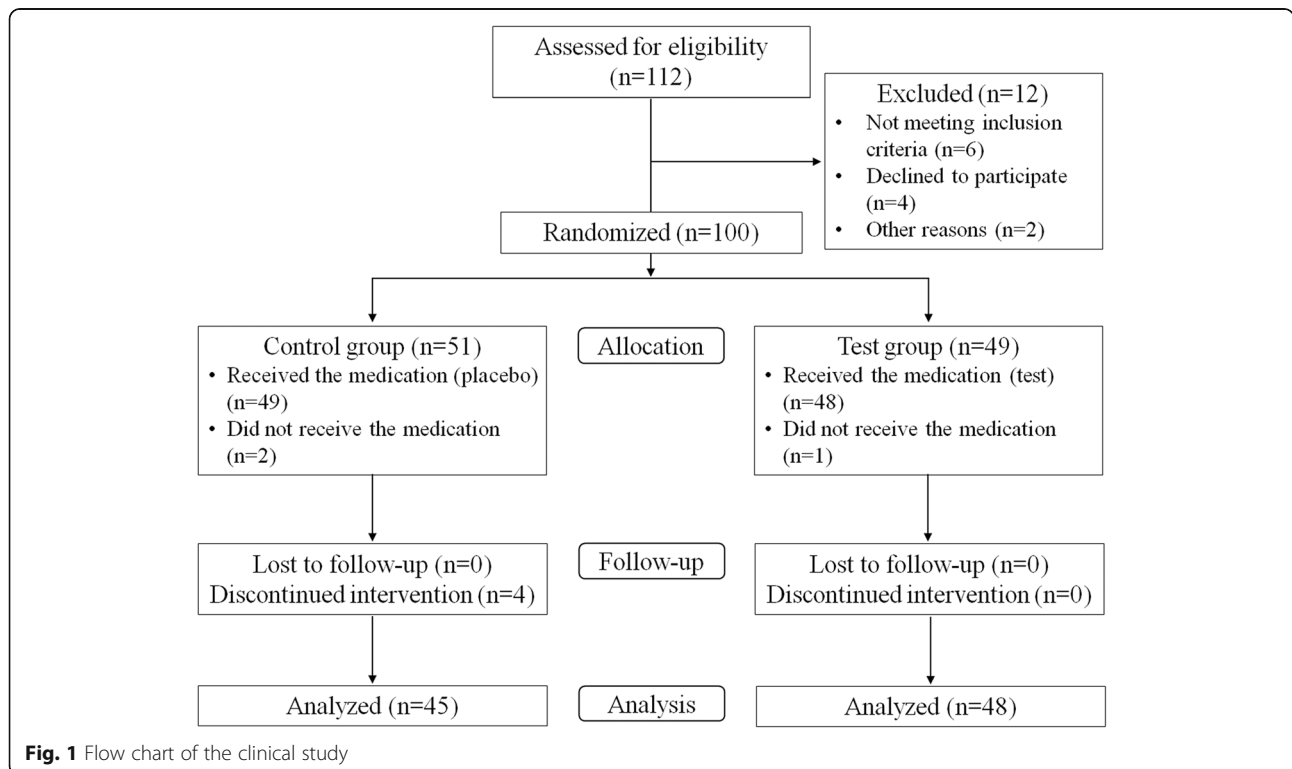 Assessed for eligibility
(n=112)
Excluded (n=12)
• Not meeting inclusion
criteria (n=6)
• Declined to participate
(n=4)
• Other reasons (n=2)
Randomized (n=100)
Control group (n=51)
• Received the medication (placebo)
(n=49)
• Did not receive the medication
(n=2)
Allocation
Test group (n=49)
• Received the medication (test)
(n=48)
• Did not receive the medication
(n=1)
Lost to follow-up (n=0)
Discontinued intervention (n=4)
Follow-up
Lost to follow-up (n=0)
Discontinued intervention (n=0)
Analyzed (n=45)
Analysis
Analyzed (n=48)
Fig. 1 Flow chart of the clinical study